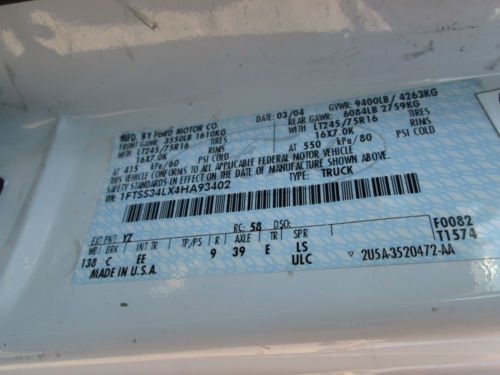 MFD. BY FORD MOTOR CO.
DATE: 03/04 GVWR: 9400LB/ 4263KG
FRONT GAWR: 3550LB 1610KG REAR GAWR: 6084LB 2759KG
WITH LT245/75R16 TIRES WITH LT245/75R16 TIRES
16X7.0K RIMS 16X7.0K RIMS
AT 415 kPa/60 PSI COLD AT 550 kPa/80 PSI COLD
THIS VEHICLE CONFORMS TO ALL APPLICABLE FEDERAL MOTOR VEHICLE
SAFETY STANDARDS IN EFFECT ON THE DATE OF MANUFACTURE SHOWN ABOVE.
VIN: 1FTSS34LX4HA93402 TYPE: TRUCK
EXT PNT: YZ RC: 58 DSO: F0082
WB BRK INT TR TP/PS R AXLE TR SPR T1574
138 C EE 9 39 E LS
MADE IN U.S.A. ULC ▽ 2U5A-3520472-AA